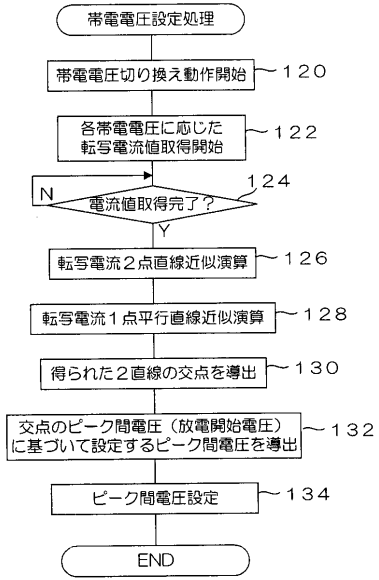 帯電電圧設定処理
帯電電圧切り換え動作開始
120
各帯電電圧に応じた
転写電流値取得開始
122
124
N
電流値取得完了？
Y
転写電流２点直線近似演算
126
転写電流１点平行直線近似演算
128
得られた２直線の交点を導出
130
交点のピーク間電圧（放電開始電圧）
に基づいて設定するピーク間電圧を導出
132
ピーク間電圧設定
134
END